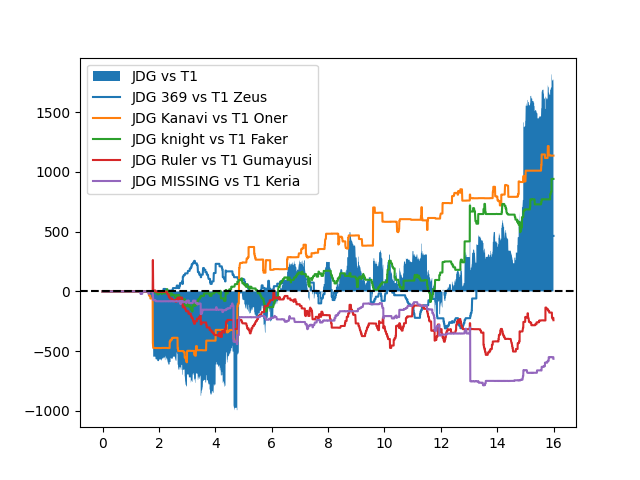 JDG vs T1
JDG 369 vs T1 Zeus
JDG Kanavi vs T1 Oner
JDG knight vs T1 Faker
JDG Ruler vs T1 Gumayusi
JDG MISSING vs T1 Keria
1500
1000
500
0
−500
−1000
0 2 4 6 8 10 12 14 16